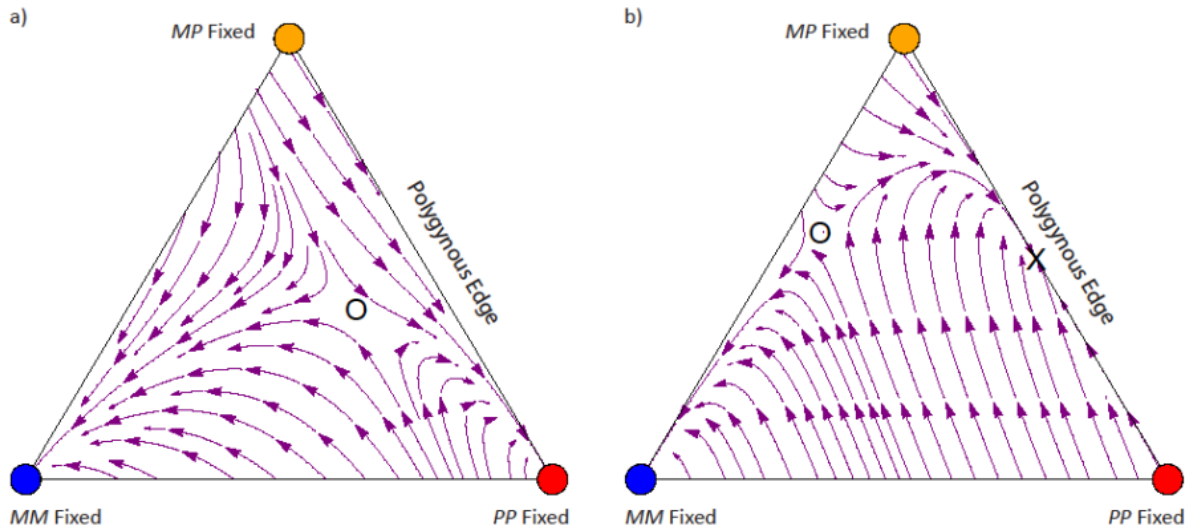 a)
MP Fixed
Polygynous Edge
O
MM Fixed
PP Fixed
b)
MP Fixed
Polygynous Edge
O
X
MM Fixed
PP Fixed